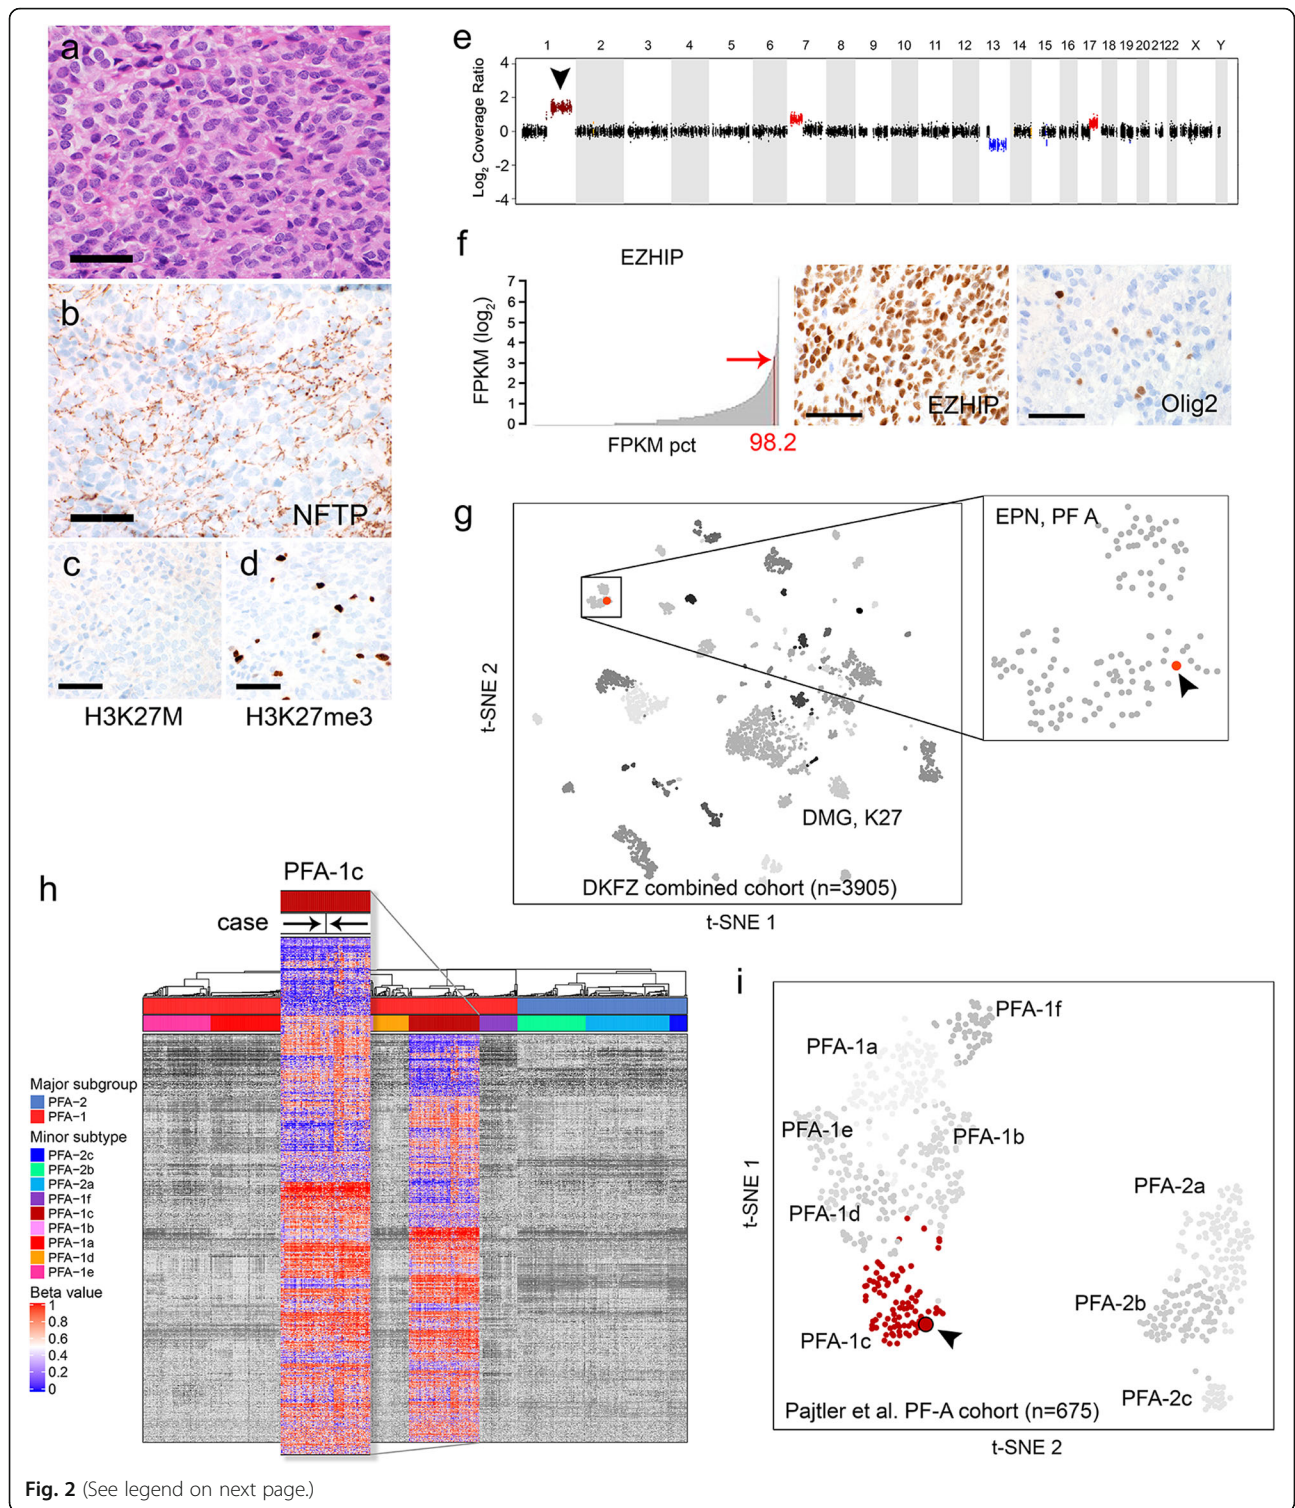 a
b
NFTP
c
d
H3K27M
H3K27me3
e
1 2 3 4 5 6 7 8 9 10 11 12 13 14 15 16 17 18 19 20 2122 X Y
Log2 Coverage Ratio
4
2
0
-2
-4
f
EZHIP
FPKM (log2)
7
6
5
4
3
2
1
0
FPKM pct
98.2
EZHIP
Olig2
g
EPN, PF A
t-SNE 2
DMG, K27
DKFZ combined cohort (n=3905)
t-SNE 1
h
PFA-1c
case
Major subgroup
PFA-2
PFA-1
Minor subtype
PFA-2c
PFA-2b
PFA-2a
PFA-1f
PFA-1c
PFA-1b
PFA-1a
PFA-1d
PFA-1e
Beta value
1
0.8
0.6
0.4
0.2
0
i
PFA-1f
PFA-1a
PFA-1e
PFA-1b
PFA-2a
PFA-1d
PFA-2b
PFA-1c
PFA-2c
t-SNE 1
Pajtler et al. PF-A cohort (n=675)
t-SNE 2
Fig. 2 (See legend on next page.)